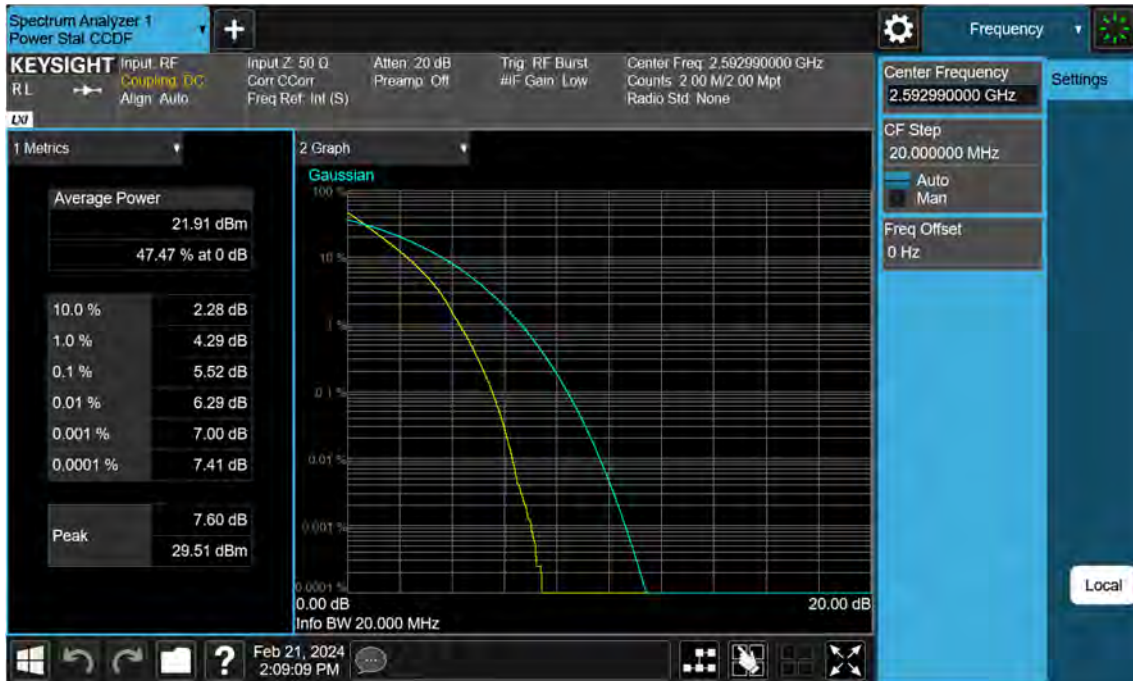 Spectrum Analyzer 1
Power Stat CCDF
Frequency
KEYSIGHT
RL
LXI
Input: RF
Coupling: DC
Align: Auto
Input Z: 50 Ω
Corr CCorr
Freq Ref: Int (S)
Atten: 20 dB
Preamp: Off
Trig: RF Burst
#IF Gain: Low
Center Freq: 2.592990000 GHz
Counts: 2.00 M/2.00 Mpt
Radio Std: None
Center Frequency
2.592990000 GHz
Settings
CF Step
20.000000 MHz
Auto
Man
Freq Offset
0 Hz
Local
1 Metrics
Average Power
21.91 dBm
47.47 % at 0 dB
10.0 % 2.28 dB
1.0 % 4.29 dB
0.1 % 5.52 dB
0.01 % 6.29 dB
0.001 % 7.00 dB
0.0001 % 7.41 dB
Peak
7.60 dB
29.51 dBm
2 Graph
Gaussian
100 %
10 %
1 %
0.1 %
0.01 %
0.001 %
0.0001 %
0.00 dB 20.00 dB
Info BW 20.000 MHz
?
Feb 21, 2024
2:09:09 PM